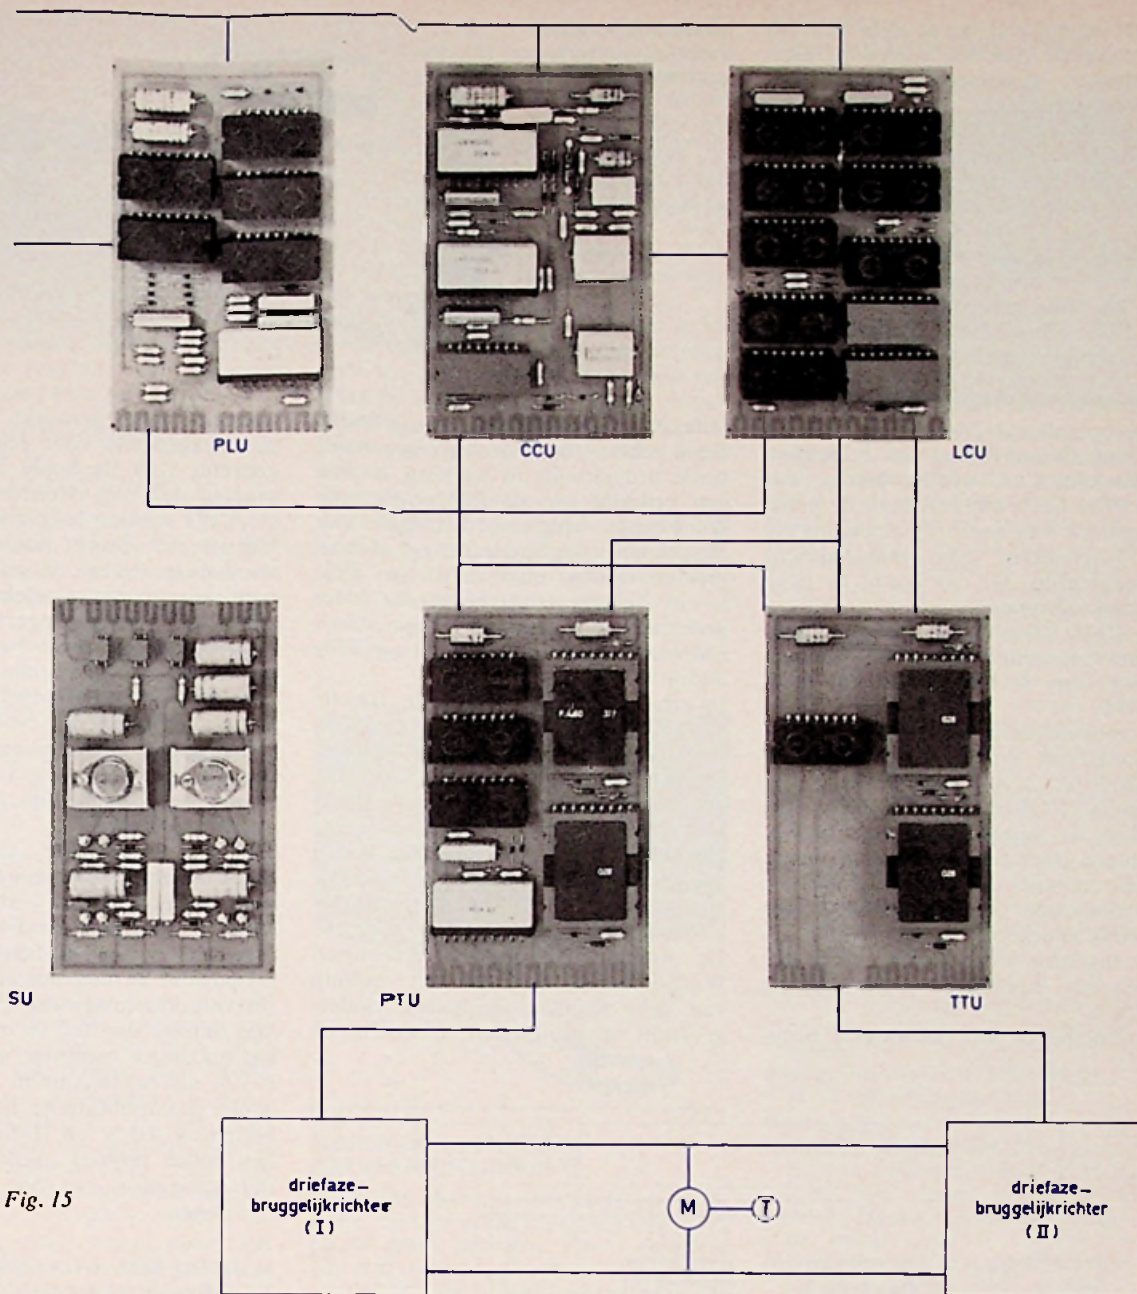 PLU
CCU
LCU
SU
PTU
TTU
Fig. 15
driefaze-
bruggelijkrichter
(I)
M
T
driefaze-
bruggelijkrichter
(II)